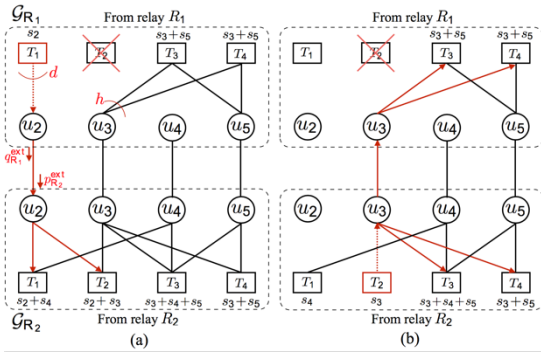 𝒢R₁ From relay R₁ From relay R₁
s₂ s₃+s₅ s₃+s₅ s₃+s₅ s₃+s₅
T₁ T₂ T₃ T₄ T₁ T₂ T₃ T₄
d
h
u₂ u₃ u₄ u₅ u₂ u₃ u₄ u₅
q^ext_R₁
p^ext_R₂
u₂ u₃ u₄ u₅ u₂ u₃ u₄ u₅
T₁ T₂ T₃ T₄ T₁ T₂ T₃ T₄
s₂+s₄ s₂+s₃ s₃+s₄+s₅ s₃+s₅ s₄ s₃ s₃+s₄+s₅ s₃+s₅
𝒢R₂ From relay R₂ From relay R₂
(a) (b)